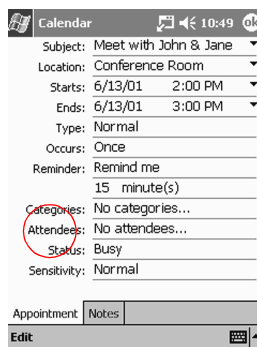 Calendar 10:49 ok
Subject: Meet with John & Jane
Location: Conference Room
Starts: 6/13/01 2:00 PM
Ends: 6/13/01 3:00 PM
Type: Normal
Occurs: Once
Reminder: Remind me
15 minute(s)
Categories: No categories...
Attendees: No attendees...
Status: Busy
Sensitivity: Normal
Appointment Notes
Edit